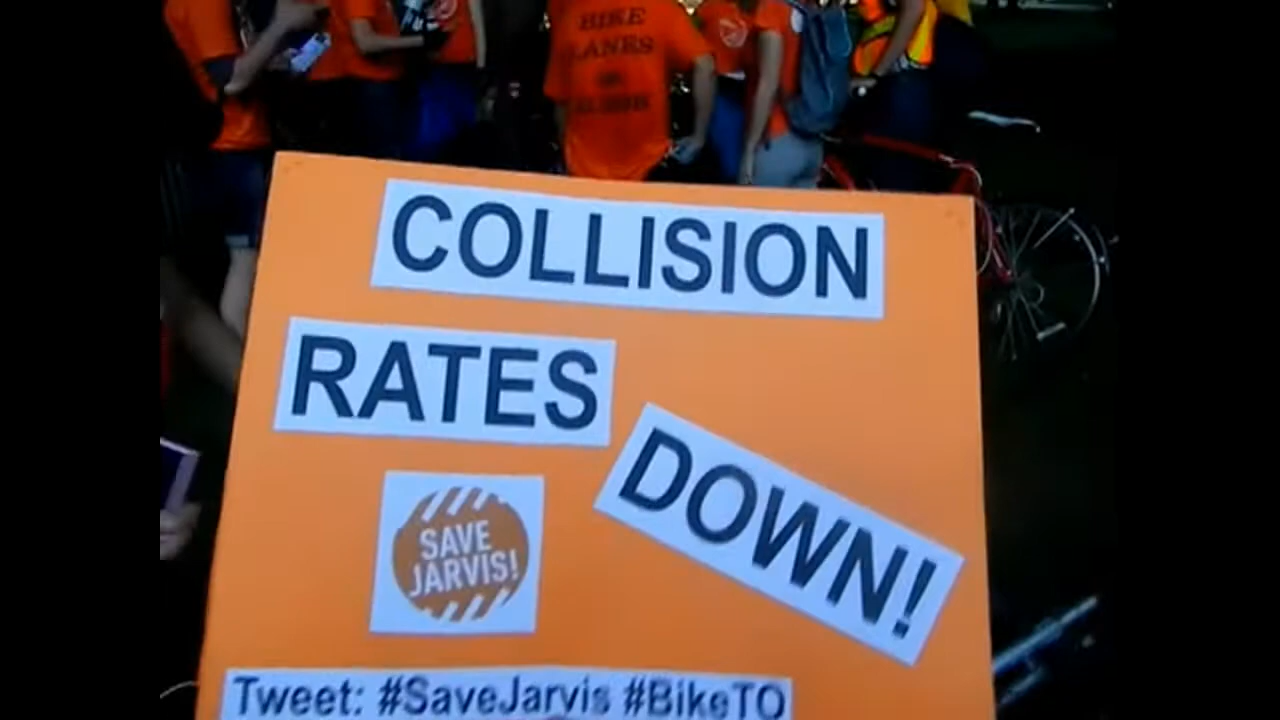 BIKE
LANES
COLLISION
RATES
DOWN!
SAVE
JARVIS!
Tweet: #SaveJarvis #BikeTO